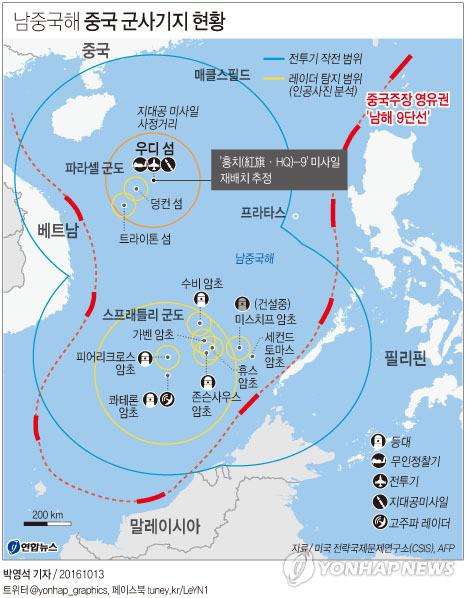 남중국해 중국 군사기지 현황
중국
매클스필드
전투기 작전 범위
레이더 탐지 범위
(인공사진 분석)
지대공 미사일
사정거리
중국주장 영유권
'남해 9단선'
우디 섬
'훙치(紅旗·HQ)-9' 미사일
재배치 추정
파라셀 군도
덩컨 섬
트라이톤 섬
프라타스
베트남
남중국해
수비 암초
(건설중)
미스치프 암초
스프래틀리 군도
가벤 암초
세컨드
토마스
암초
피어리크로스
암초
휴스
암초
필리핀
콰테론
암초
존슨사우스
암초
등대
무인정찰기
전투기
지대공미사일
고주파 레이더
200 km
말레이시아
연합뉴스
자료/ 미국 전략국제문제연구소(CSIS), AFP
YONHAP NEWS
박영석 기자 / 20161013
트위터 @yonhap_graphics, 페이스북 tuney.kr/LeYN1